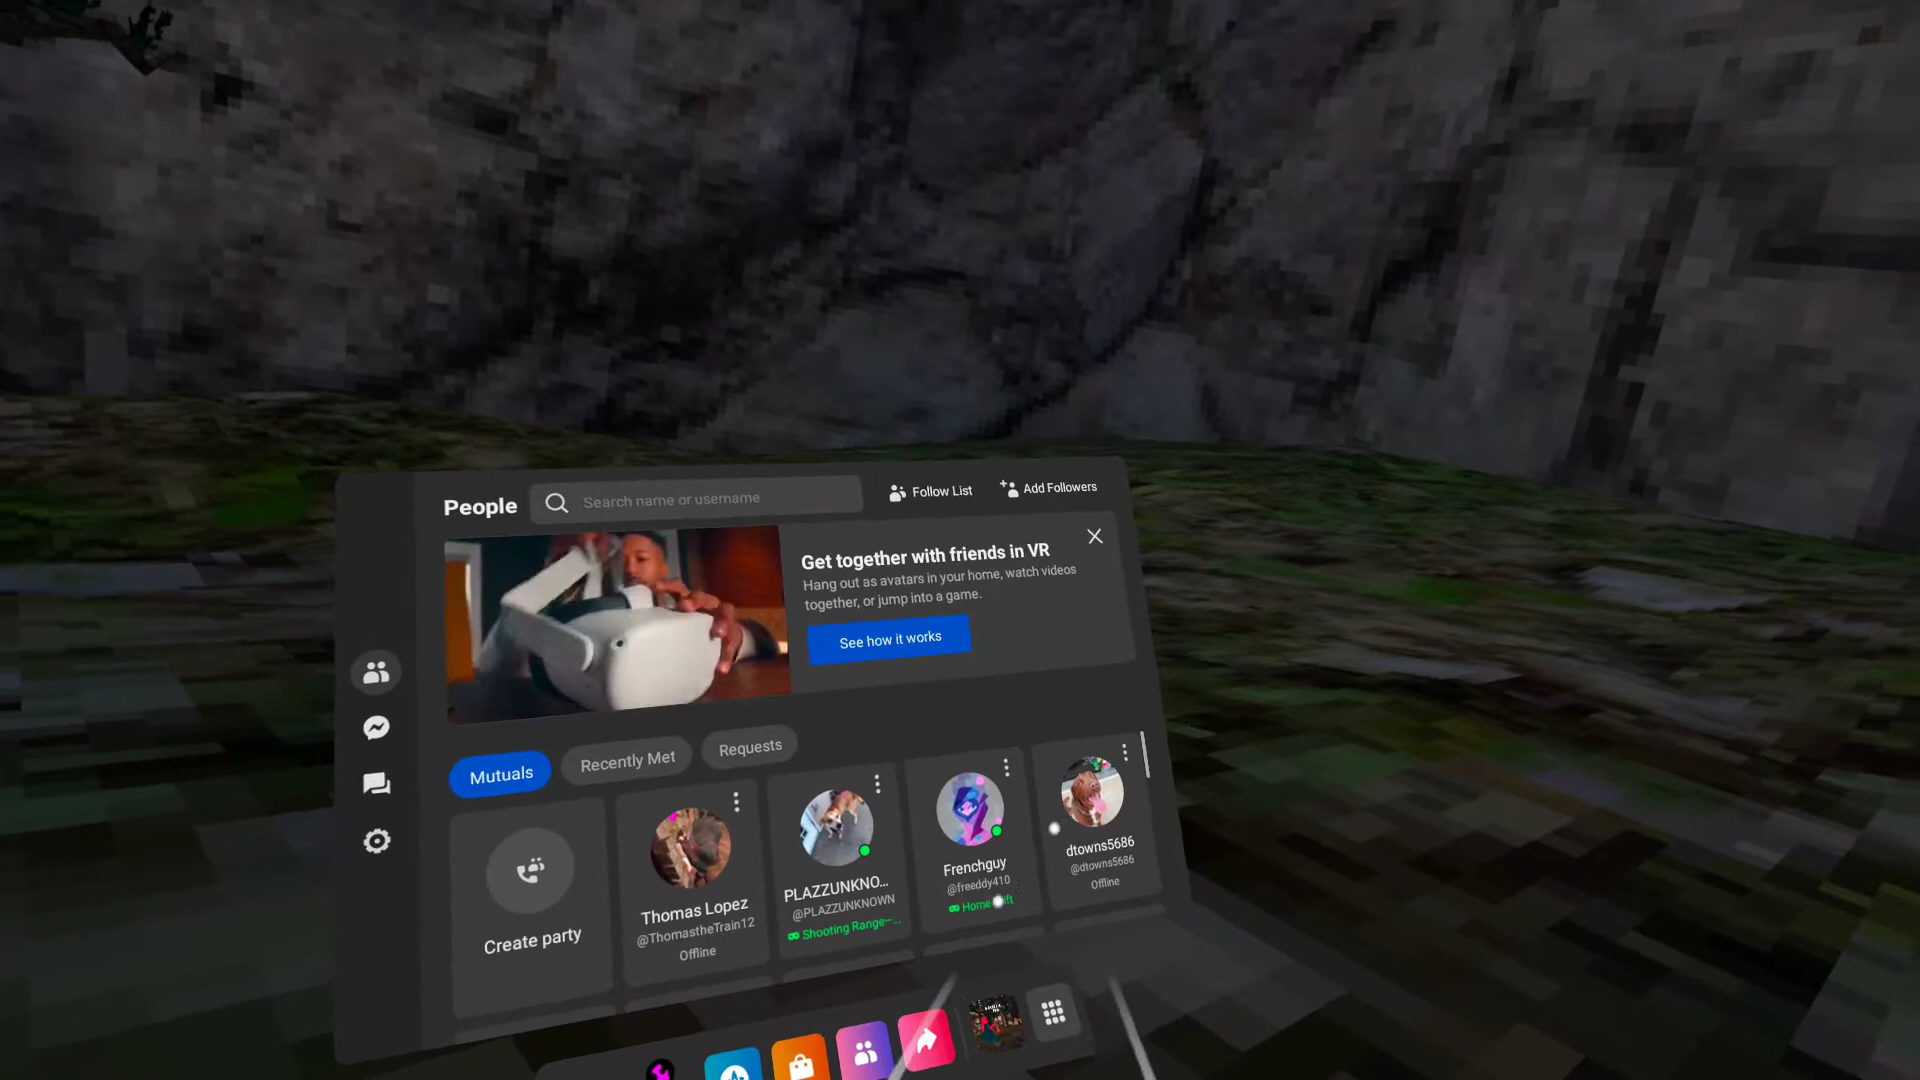 People
Search name or username
Follow List
Add Followers
Get together with friends in VR
Hang out as avatars in your home, watch videos
together, or jump into a game.
See how it works
Mutuals
Recently Met
Requests
Create party
Thomas Lopez
@ThomastheTrain12
Offline
PLAZZUNKNO...
@PLAZZUNKNOWN
Shooting Range–...
Frenchguy
@freeddy410
Home
dtowns5686
@dtowns5686
Offline